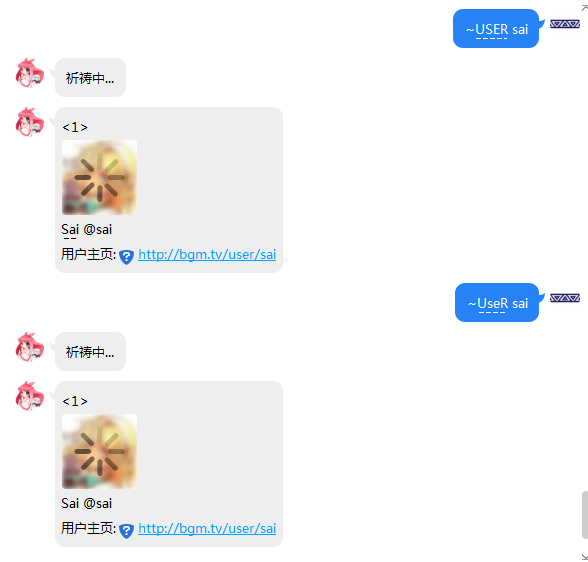 ~USER sai
祈祷中...
<1>
Sai @sai
用户主页: http://bgm.tv/user/sai
~UseR sai
祈祷中...
<1>
Sai @sai
用户主页: http://bgm.tv/user/sai